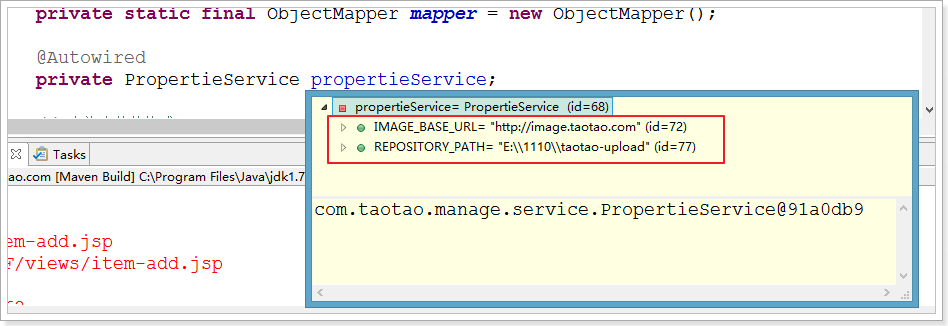 private static final ObjectMapper mapper = new ObjectMapper();
@Autowired
private PropertieService propertieService;
propertieService= PropertieService (id=68)
IMAGE_BASE_URL= "http://image.taotao.com" (id=72)
REPOSITORY_PATH= "E:\\1110\\taotao-upload" (id=77)
com.taotao.manage.service.PropertieService@91a0db9
Tasks
ao.com [Maven Build] C:\Program Files\Java\jdk1.7
em-add.jsp
F/views/item-add.jsp